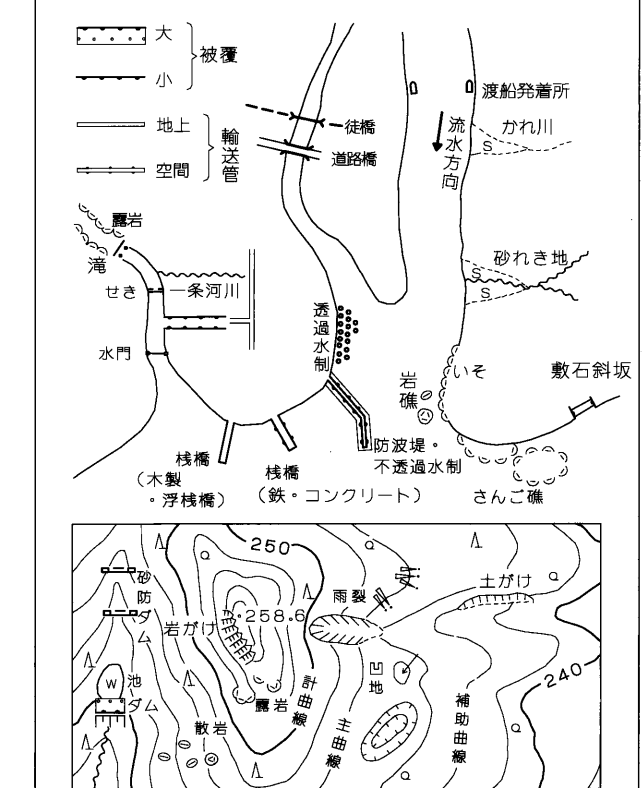 大
小
被覆
地上
空間
輸送管
徒橋
道路橋
渡船発着所
流水方向
かれ川
S
砂れき地
S
S
露岩
滝
せき
一条河川
水門
透過水制
岩礁
いそ
敷石斜坂
桟橋
(木製
・浮桟橋)
桟橋
(鉄・コンクリート)
防波堤・
不透過水制
さんご礁
250
砂防ダム
岩がけ
・258.6
雨裂
土がけ
凹地
240
W
池
ダム
露岩
計曲線
主曲線
補助曲線
散岩